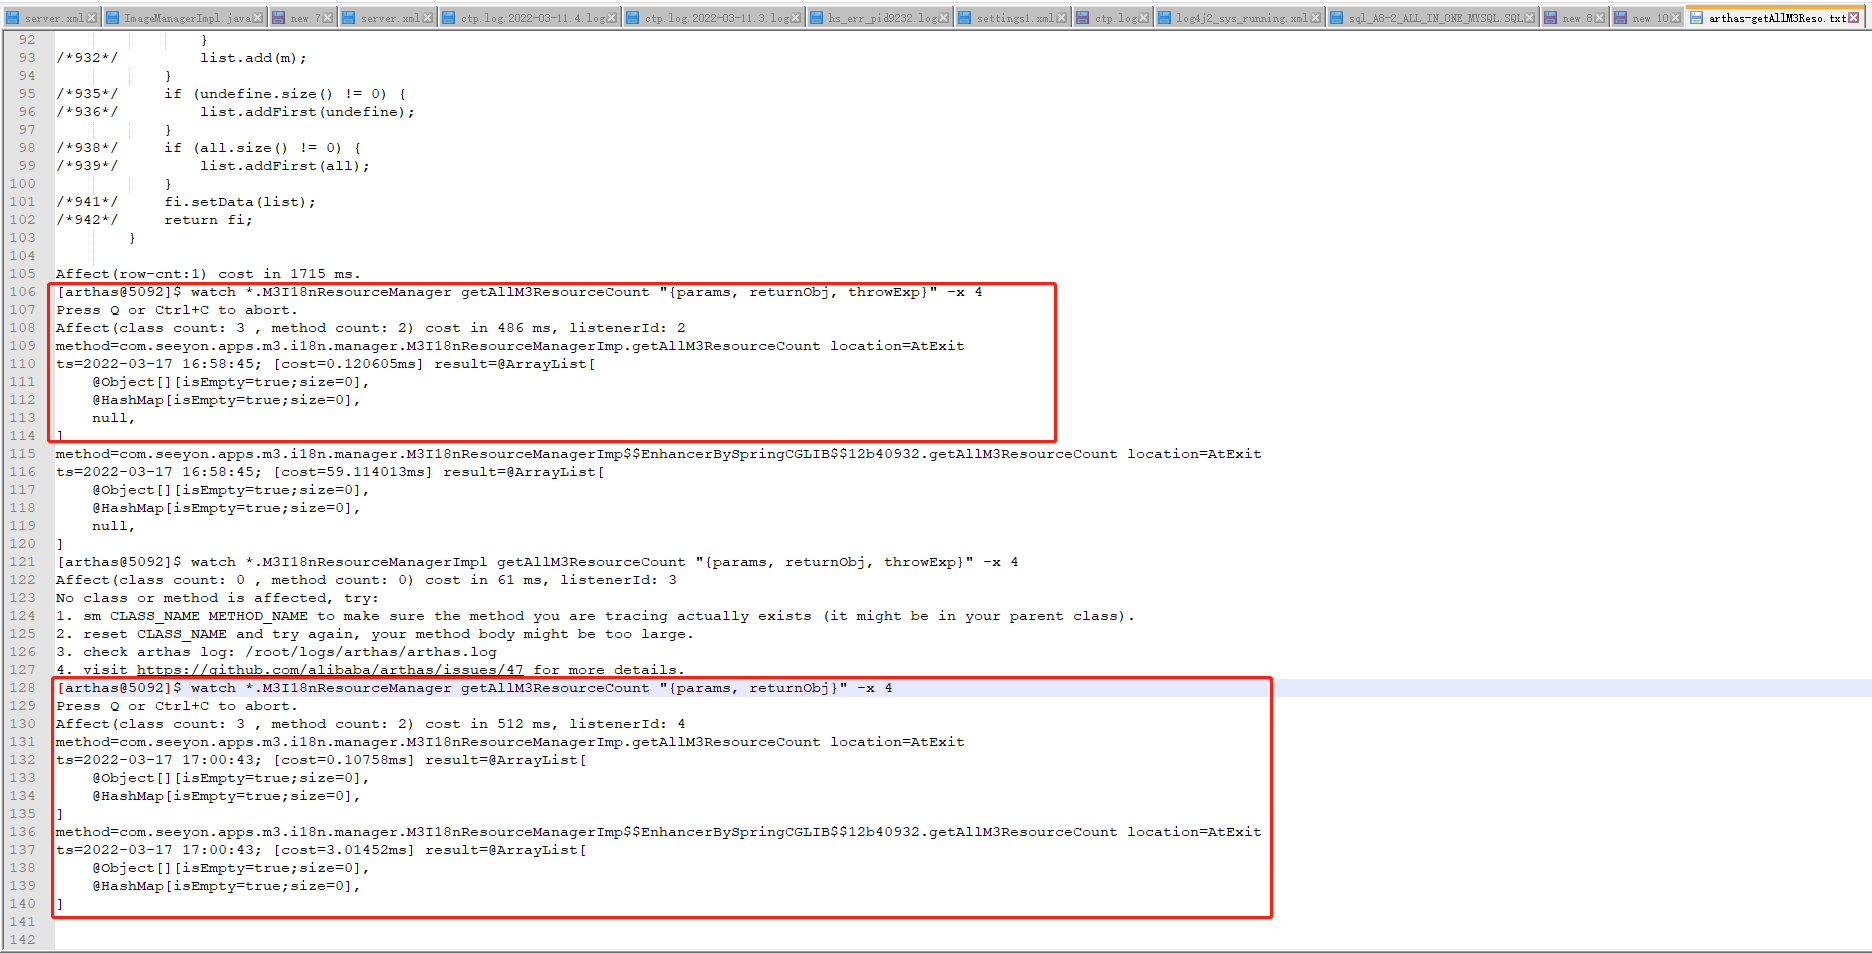 server.xml ImageManagerImpl.java new 7 server.xml ctp.log.2022-03-11.4.log ctp.log.2022-03-11.3.log hs_err_pid9232.log settings1.xml ctp.log log4j2_sys_running.xml sql_A8-2_ALL_IN_ONE_MYSQL.SQL new 8 new 10 arthas-getAllM3Reso.txt
92 }
93 /*932*/ list.add(m);
94 }
95 /*935*/ if (undefine.size() != 0) {
96 /*936*/ list.addFirst(undefine);
97 }
98 /*938*/ if (all.size() != 0) {
99 /*939*/ list.addFirst(all);
100 }
101 /*941*/ fi.setData(list);
102 /*942*/ return fi;
103 }
104
105 Affect(row-cnt:1) cost in 1715 ms.
106 [arthas@5092]$ watch *.M3I18nResourceManager getAllM3ResourceCount "{params, returnObj, throwExp}" -x 4
107 Press Q or Ctrl+C to abort.
108 Affect(class count: 3 , method count: 2) cost in 486 ms, listenerId: 2
109 method=com.seeyon.apps.m3.i18n.manager.M3I18nResourceManagerImp.getAllM3ResourceCount location=AtExit
110 ts=2022-03-17 16:58:45; [cost=0.120605ms] result=@ArrayList[
111 @Object[][isEmpty=true;size=0],
112 @HashMap[isEmpty=true;size=0],
113 null,
114 ]
115 method=com.seeyon.apps.m3.i18n.manager.M3I18nResourceManagerImp$$EnhancerBySpringCGLIB$$12b40932.getAllM3ResourceCount location=AtExit
116 ts=2022-03-17 16:58:45; [cost=59.114013ms] result=@ArrayList[
117 @Object[][isEmpty=true;size=0],
118 @HashMap[isEmpty=true;size=0],
119 null,
120 ]
121 [arthas@5092]$ watch *.M3I18nResourceManagerImpl getAllM3ResourceCount "{params, returnObj, throwExp}" -x 4
122 Affect(class count: 0 , method count: 0) cost in 61 ms, listenerId: 3
123 No class or method is affected, try:
124 1. sm CLASS_NAME METHOD_NAME to make sure the method you are tracing actually exists (it might be in your parent class).
125 2. reset CLASS_NAME and try again, your method body might be too large.
126 3. check arthas log: /root/logs/arthas/arthas.log
127 4. visit https://github.com/alibaba/arthas/issues/47 for more details.
128 [arthas@5092]$ watch *.M3I18nResourceManager getAllM3ResourceCount "{params, returnObj}" -x 4
129 Press Q or Ctrl+C to abort.
130 Affect(class count: 3 , method count: 2) cost in 512 ms, listenerId: 4
131 method=com.seeyon.apps.m3.i18n.manager.M3I18nResourceManagerImp.getAllM3ResourceCount location=AtExit
132 ts=2022-03-17 17:00:43; [cost=0.10758ms] result=@ArrayList[
133 @Object[][isEmpty=true;size=0],
134 @HashMap[isEmpty=true;size=0],
135 ]
136 method=com.seeyon.apps.m3.i18n.manager.M3I18nResourceManagerImp$$EnhancerBySpringCGLIB$$12b40932.getAllM3ResourceCount location=AtExit
137 ts=2022-03-17 17:00:43; [cost=3.01452ms] result=@ArrayList[
138 @Object[][isEmpty=true;size=0],
139 @HashMap[isEmpty=true;size=0],
140 ]
141
142